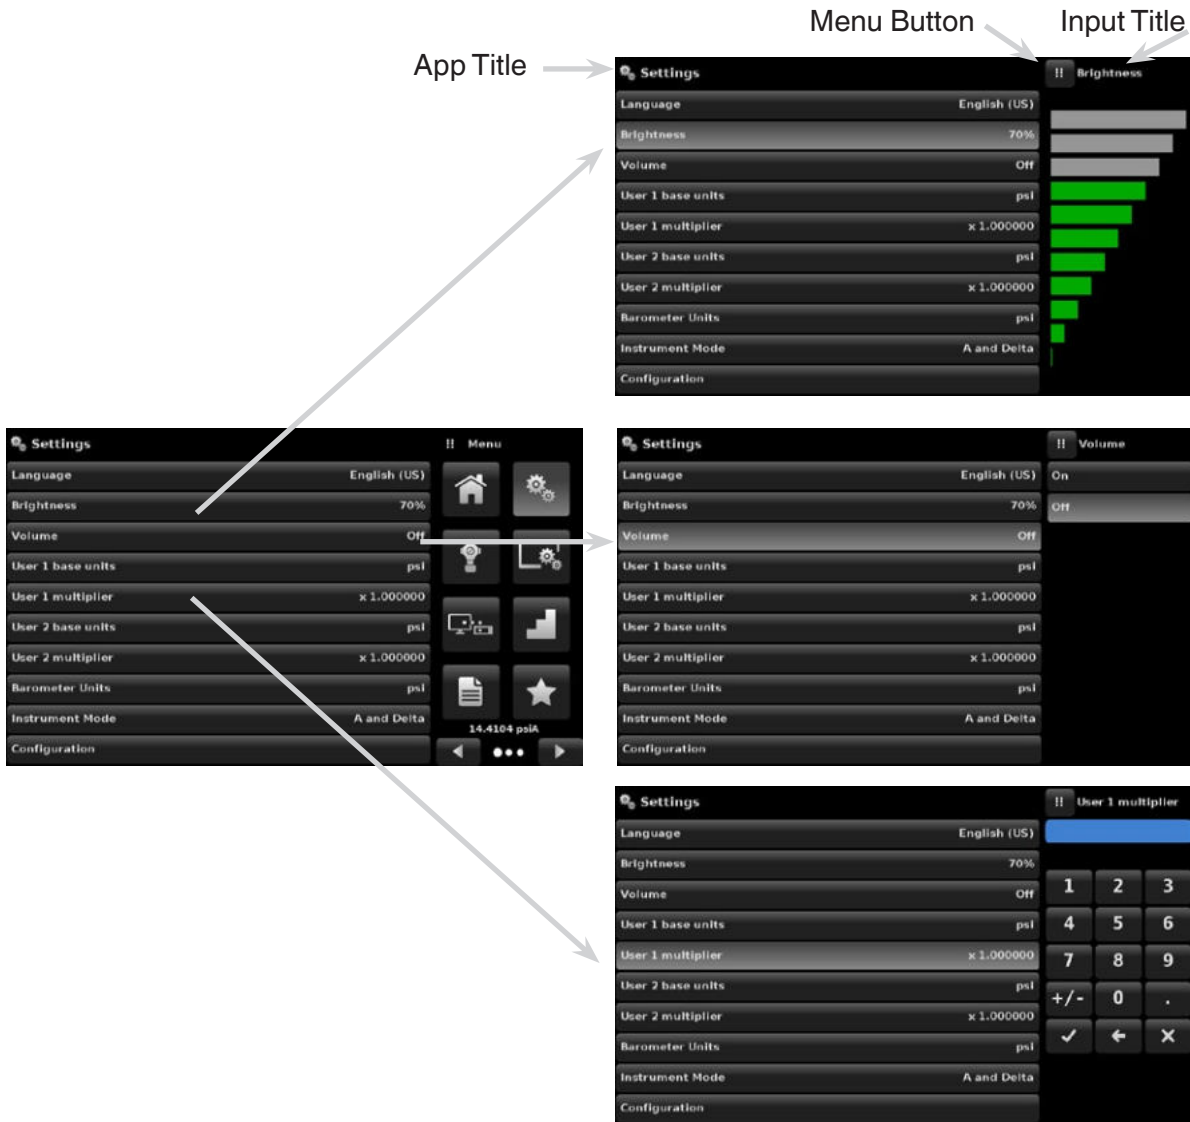 Menu Button Input Title
App Title
Settings
!! Brightness
Language English (US)
Brightness 70%
Volume Off
User 1 base units psi
User 1 multiplier x 1.000000
User 2 base units psi
User 2 multiplier x 1.000000
Barometer Units psi
Instrument Mode A and Delta
Configuration
Settings
!! Menu
Language English (US)
Brightness 70%
Volume Off
User 1 base units psi
User 1 multiplier x 1.000000
User 2 base units psi
User 2 multiplier x 1.000000
Barometer Units psi
Instrument Mode A and Delta
Configuration
14.4104 psiA
Settings
!! Volume
Language English (US)
Brightness 70%
Volume Off
User 1 base units psi
User 1 multiplier x 1.000000
User 2 base units psi
User 2 multiplier x 1.000000
Barometer Units psi
Instrument Mode A and Delta
Configuration
On
Off
Settings
!! User 1 multiplier
Language English (US)
Brightness 70%
Volume Off
User 1 base units psi
User 1 multiplier x 1.000000
User 2 base units psi
User 2 multiplier x 1.000000
Barometer Units psi
Instrument Mode A and Delta
Configuration
1 2 3
4 5 6
7 8 9
+/- 0 .